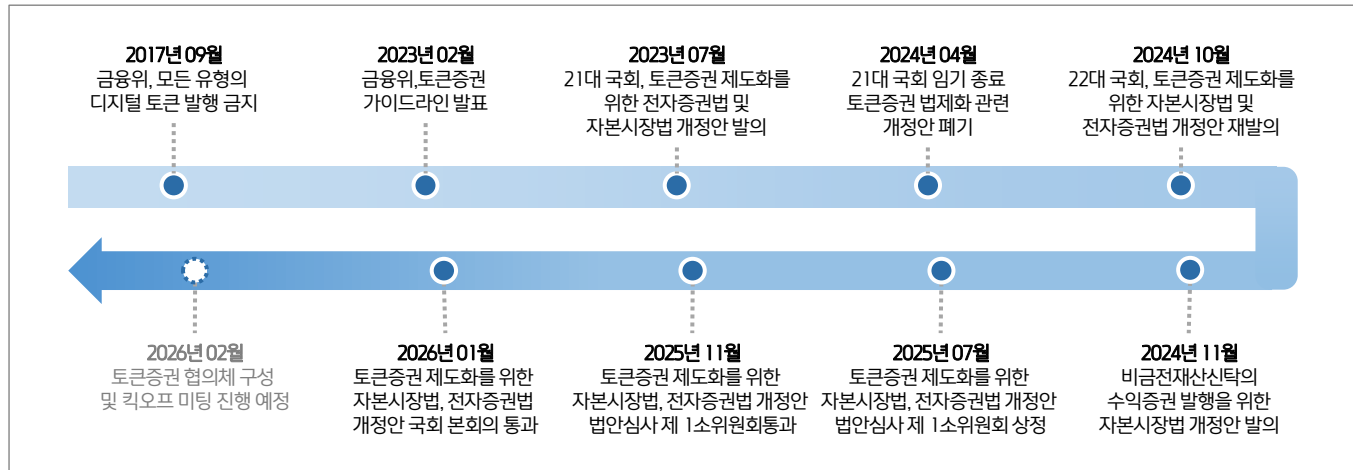 2017년 09월
금융위, 모든 유형의
디지털 토큰 발행 금지
2023년 02월
금융위,토큰증권
가이드라인 발표
2023년 07월
21대 국회, 토큰증권 제도화를
위한 전자증권법 및
자본시장법 개정안 발의
2024년 04월
21대 국회 임기 종료
토큰증권 법제화 관련
개정안 폐기
2024년 10월
22대 국회, 토큰증권 제도화를
위한 자본시장법 및
전자증권법 개정안 재발의
2026년 02월
토큰증권 협의체 구성
및 킥오프 미팅 진행 예정
2026년 01월
토큰증권 제도화를 위한
자본시장법, 전자증권법
개정안 국회 본회의 통과
2025년 11월
토큰증권 제도화를 위한
자본시장법, 전자증권법 개정안
법안심사 제 1소위원회통과
2025년 07월
토큰증권 제도화를 위한
자본시장법, 전자증권법 개정안
법안심사 제 1소위원회 상정
2024년 11월
비금전재산신탁의
수익증권 발행을 위한
자본시장법 개정안 발의